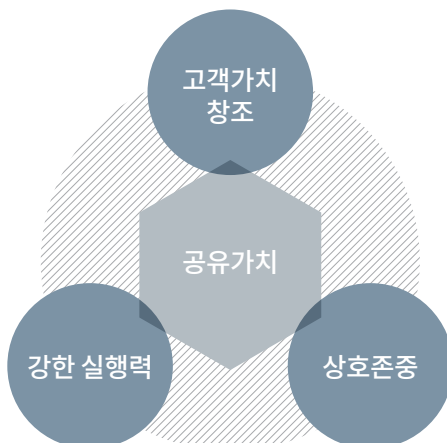 고객가치
창조
공유가치
강한 실행력
상호존중